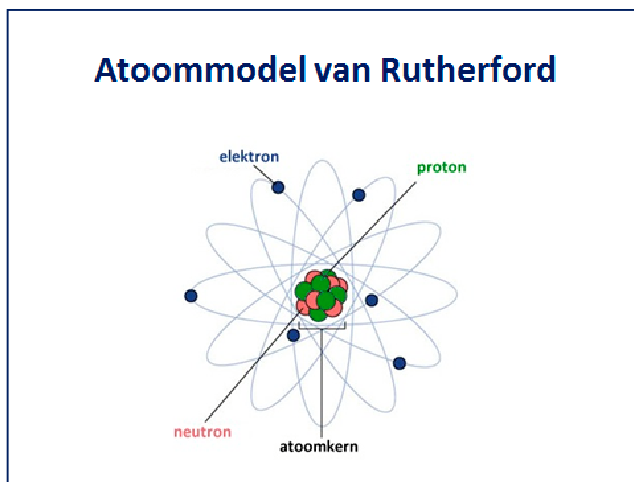 Atoommodel van Rutherford
elektron
proton
neutron
atoomkern